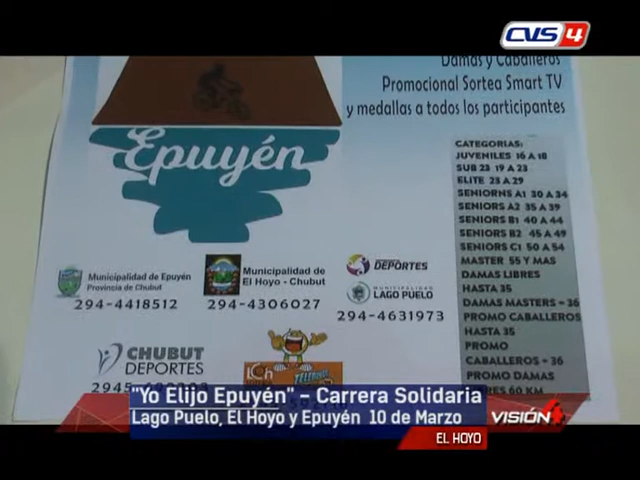 CVS4
Damas y Caballeros
Promocional Sortea Smart TV
y medallas a todos los participantes
Epuyén
CATEGORIAS:
JUVENILES 16 A 18
SUB 23 19 A 23
ELITE 23 A 29
SENIORNS A1 30 A 34
SENIORS A2 35 A 39
SENIORS B1 40 A 44
SENIORS B2 45 A 49
SENIORS C1 50 A 54
MASTER 55 Y MAS
DAMAS LIBRES
HASTA 35
DAMAS MASTERS + 36
PROMO CABALLEROS
HASTA 35
PROMO
CABALLEROS + 36
PROMO DAMAS
60 KM
Municipalidad de Epuyén
Provincia de Chubut
294-4418512
Municipalidad de
El Hoyo - Chubut
294-4306027
DEPORTES
MUNICIPALIDAD
LAGO PUELO
294-4631973
CHUBUT
DEPORTES
"Yo Elijo Epuyén" - Carrera Solidaria
Lago Puelo, El Hoyo y Epuyén 10 de Marzo
VISIÓN 4
EL HOYO